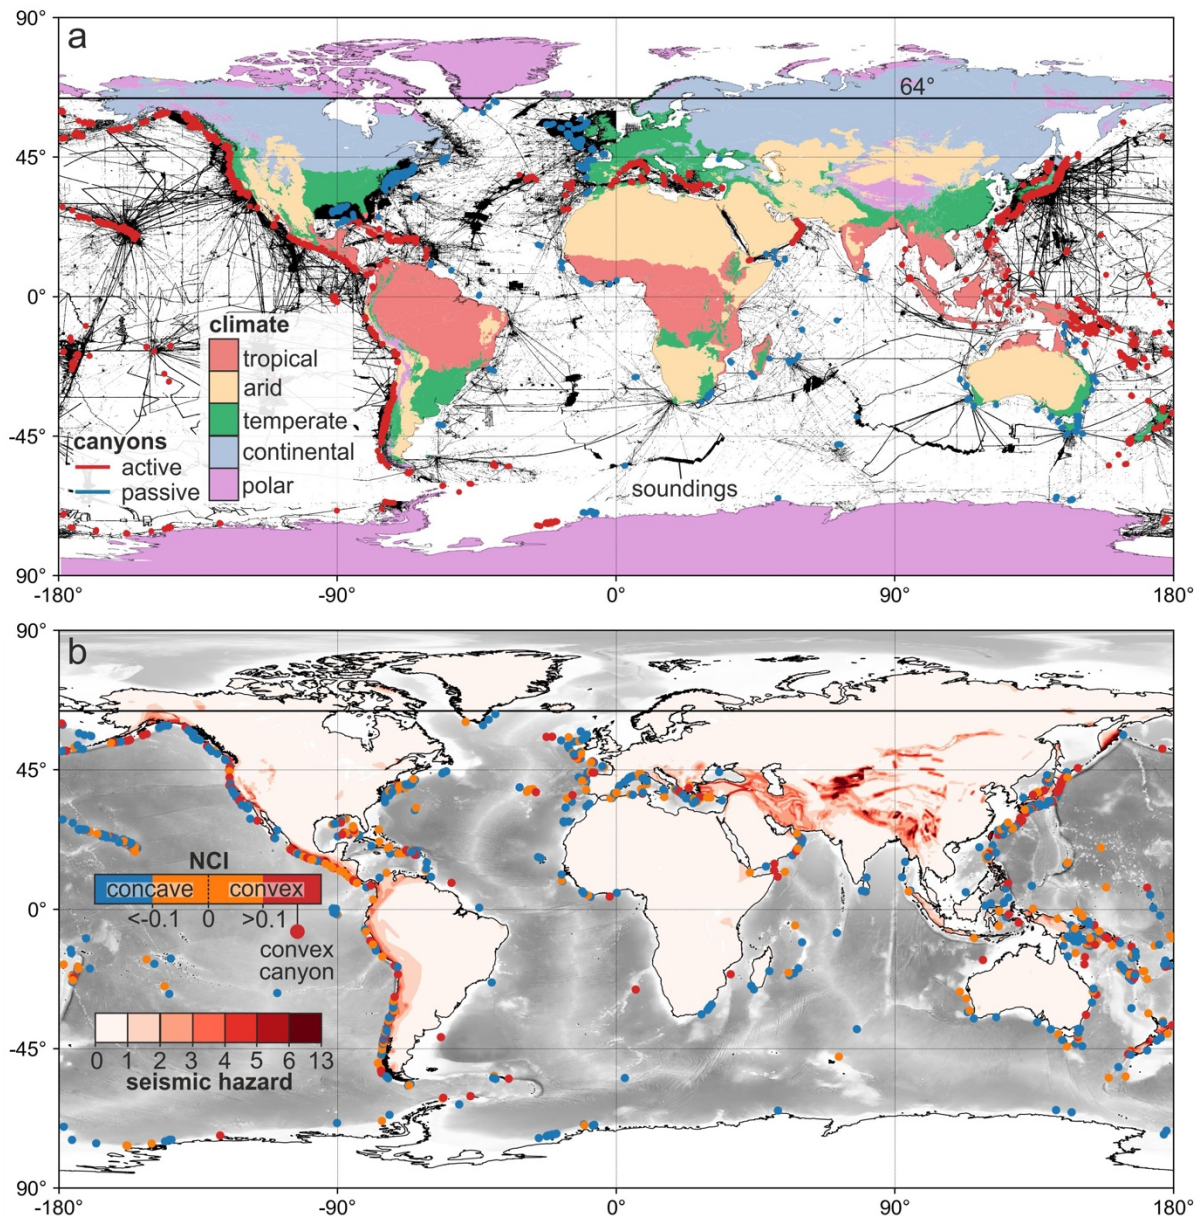 90°
a
64°
45°
0°
climate
tropical
arid
temperate
continental
polar
canyons
active
passive
-45°
soundings
90°
-180°
-90°
0°
90°
180°
90°
b
45°
NCI
concave
convex
<-0.1
0
>0.1
convex
canyon
0°
0
1
2
3
4
5
6
13
seismic hazard
-45°
90°
-180°
-90°
0°
90°
180°